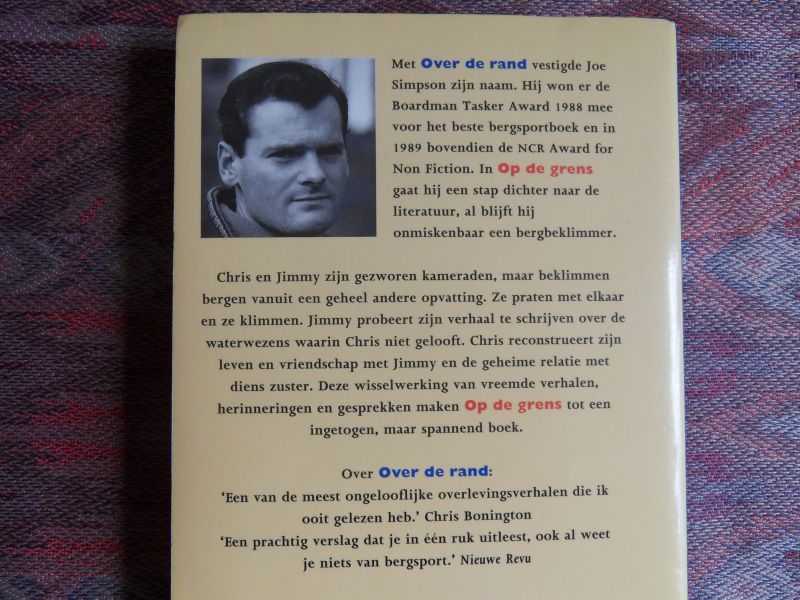 Met Over de rand vestigde Joe
Simpson zijn naam. Hij won er de
Boardman Tasker Award 1988 mee
voor het beste bergsportboek en in
1989 bovendien de NCR Award for
Non Fiction. In Op de grens
gaat hij een stap dichter naar de
literatuur, al blijft hij
onmiskenbaar een bergbeklimmer.
Chris en Jimmy zijn gezworen kameraden, maar beklimmen
bergen vanuit een geheel andere opvatting. Ze praten met elkaar
en ze klimmen. Jimmy probeert zijn verhaal te schrijven over de
waterwezens waarin Chris niet gelooft. Chris reconstrueert zijn
leven en vriendschap met Jimmy en de geheime relatie met
diens zuster. Deze wisselwerking van vreemde verhalen,
herinneringen en gesprekken maken Op de grens tot een
ingetogen, maar spannend boek.
Over Over de rand:
‘Een van de meest ongelooflijke overlevingsverhalen die ik
ooit gelezen heb.’ Chris Bonington
‘Een prachtig verslag dat je in één ruk uitleest, ook al weet
je niets van bergsport.’ Nieuwe Revu